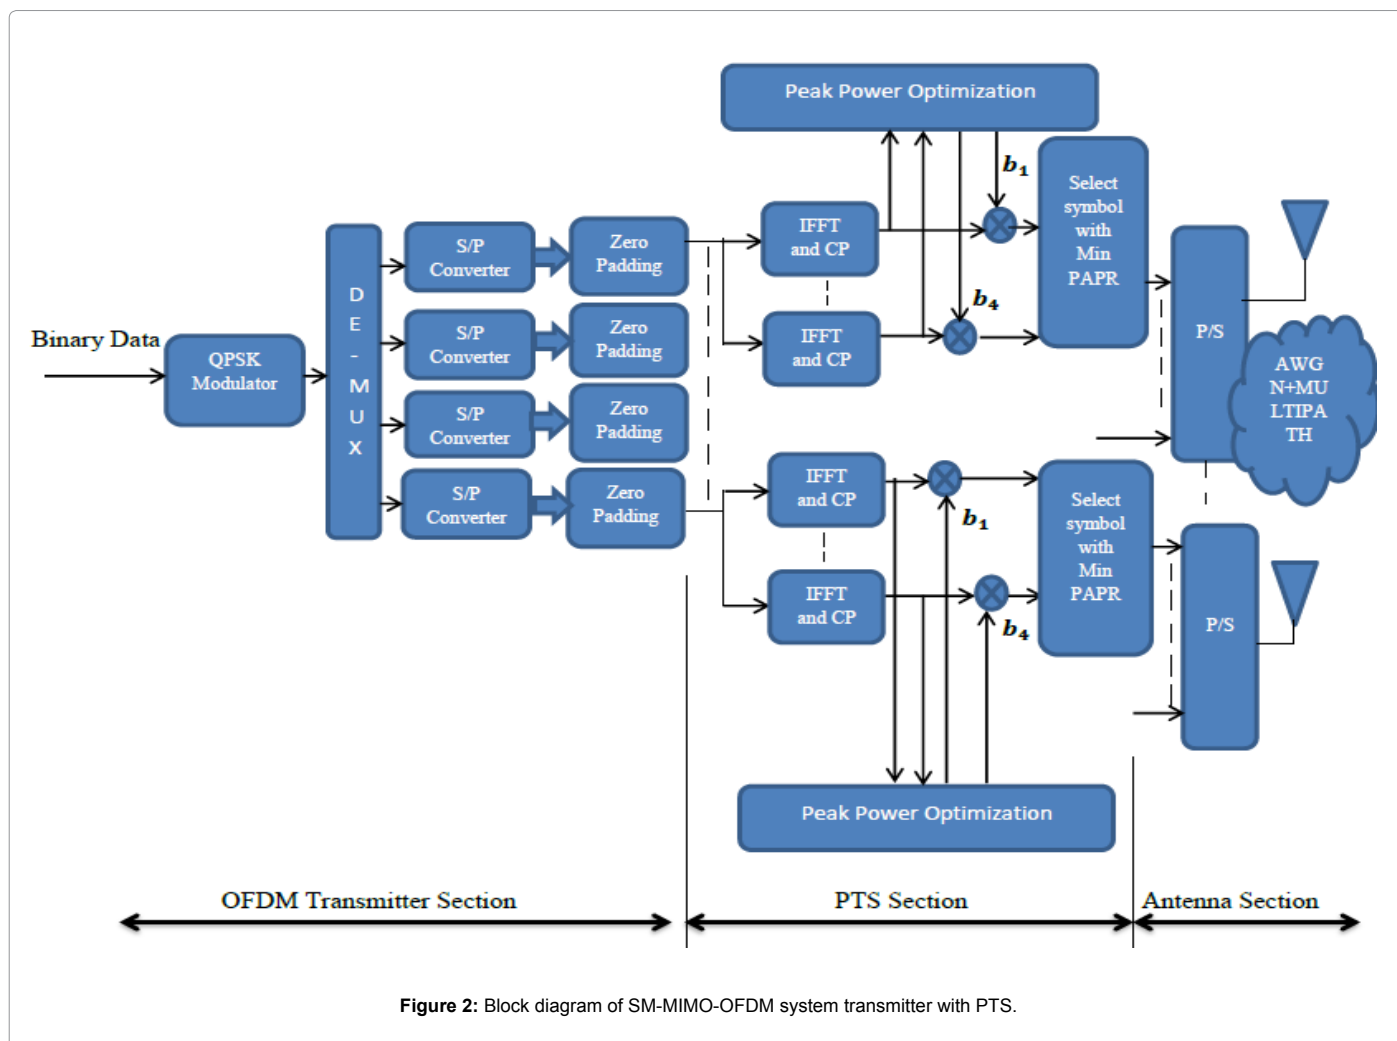 Peak Power Optimization
b1
Select
symbol
with
Min
PAPR
IFFT
and CP
S/P
Converter
Zero
Padding
D
E
-
M
U
X
b4
Binary Data
QPSK
Modulator
S/P
Converter
Zero
Padding
IFFT
and CP
P/S
AWG
N+MU
LTIPA
TH
S/P
Converter
Zero
Padding
S/P
Converter
Zero
Padding
IFFT
and CP
b1
Select
symbol
with
Min
PAPR
IFFT
and CP
b4
P/S
Peak Power Optimization
OFDM Transmitter Section
PTS Section
Antenna Section
Figure 2: Block diagram of SM-MIMO-OFDM system transmitter with PTS.